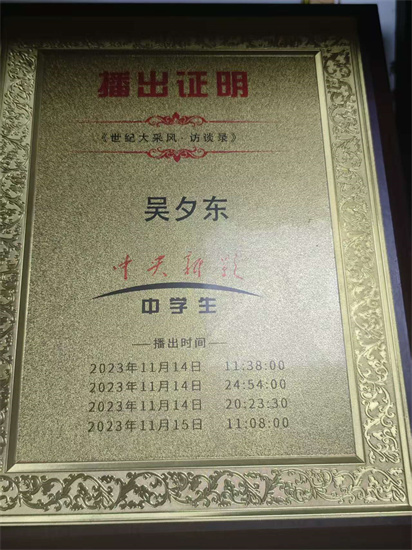 播出证明
《世纪大采风·访谈录》
吴夕东
中学生
播出时间
2023年11月14日 11:38:00
2023年11月14日 24:54:00
2023年11月14日 20:23:30
2023年11月15日 11:08:00